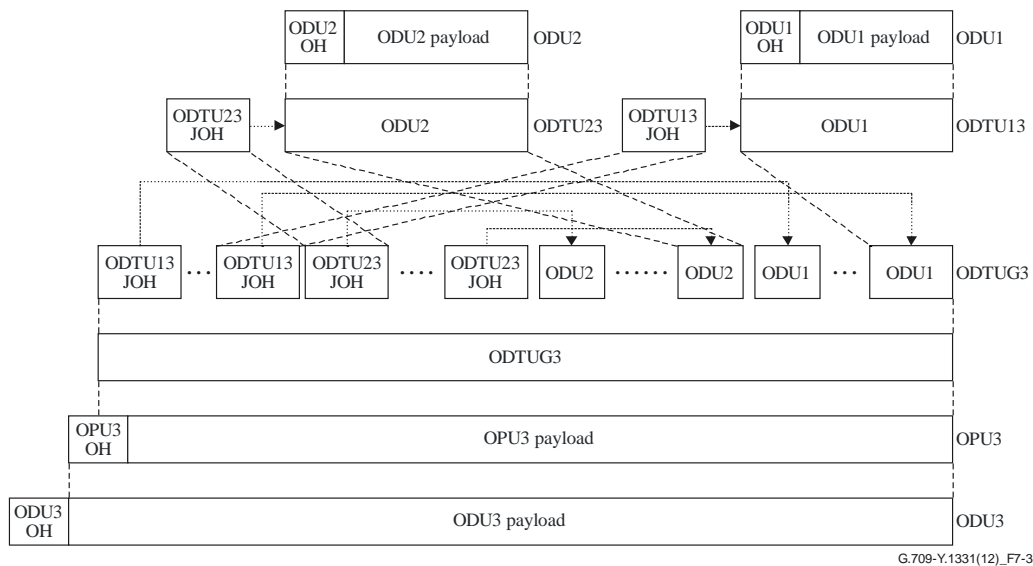 ODU2
OH
ODU2 payload
ODU2
ODU1
OH
ODU1 payload
ODU1
ODTU23
JOH
ODU2
ODTU23
ODTU13
JOH
ODU1
ODTU13
ODTU13
JOH
ODTU13
JOH
ODTU23
JOH
ODTU23
JOH
ODU2
ODU2
ODU1
ODU1
ODTUG3
ODTUG3
OPU3
OH
OPU3 payload
OPU3
ODU3
OH
ODU3 payload
ODU3
G.709-Y.1331(12)_F7-3